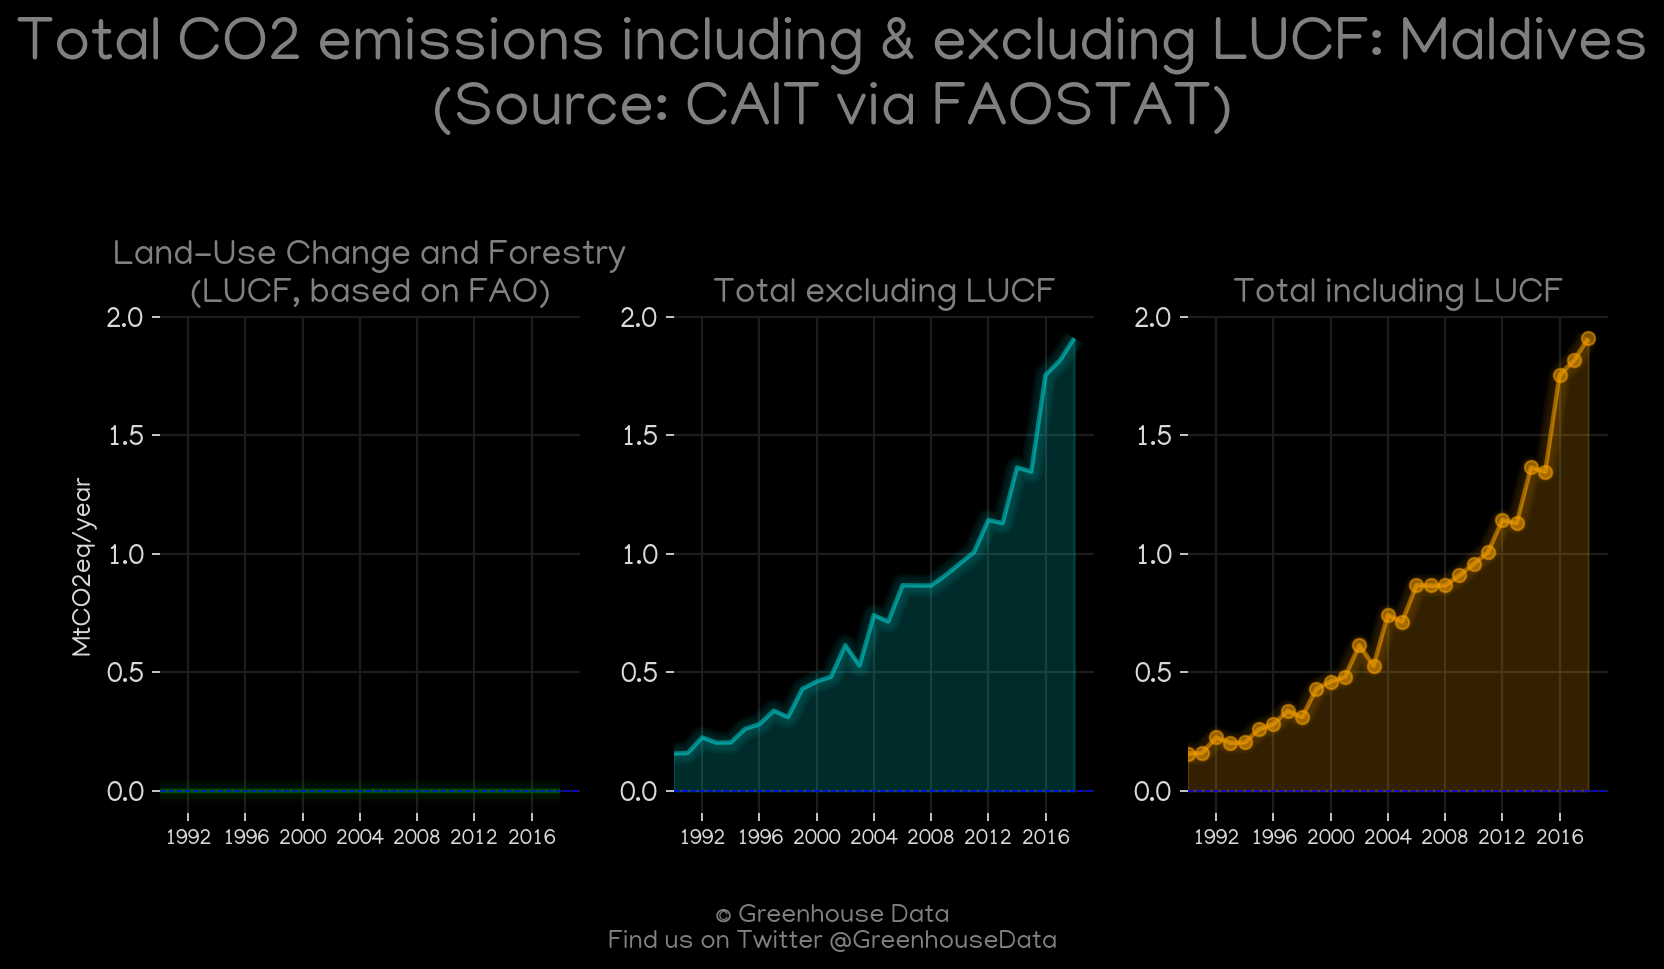 Total CO2 emissions including & excluding LUCF: Maldives
(Source: CAIT via FAOSTAT)
Land-Use Change and Forestry
(LUCF, based on FAO)
MtCO2eq/year
2.0
1.5
1.0
0.5
0.0
1992 1996 2000 2004 2008 2012 2016
Total excluding LUCF
2.0
1.5
1.0
0.5
0.0
1992 1996 2000 2004 2008 2012 2016
Total including LUCF
2.0
1.5
1.0
0.5
0.0
1992 1996 2000 2004 2008 2012 2016
© Greenhouse Data
Find us on Twitter @GreenhouseData